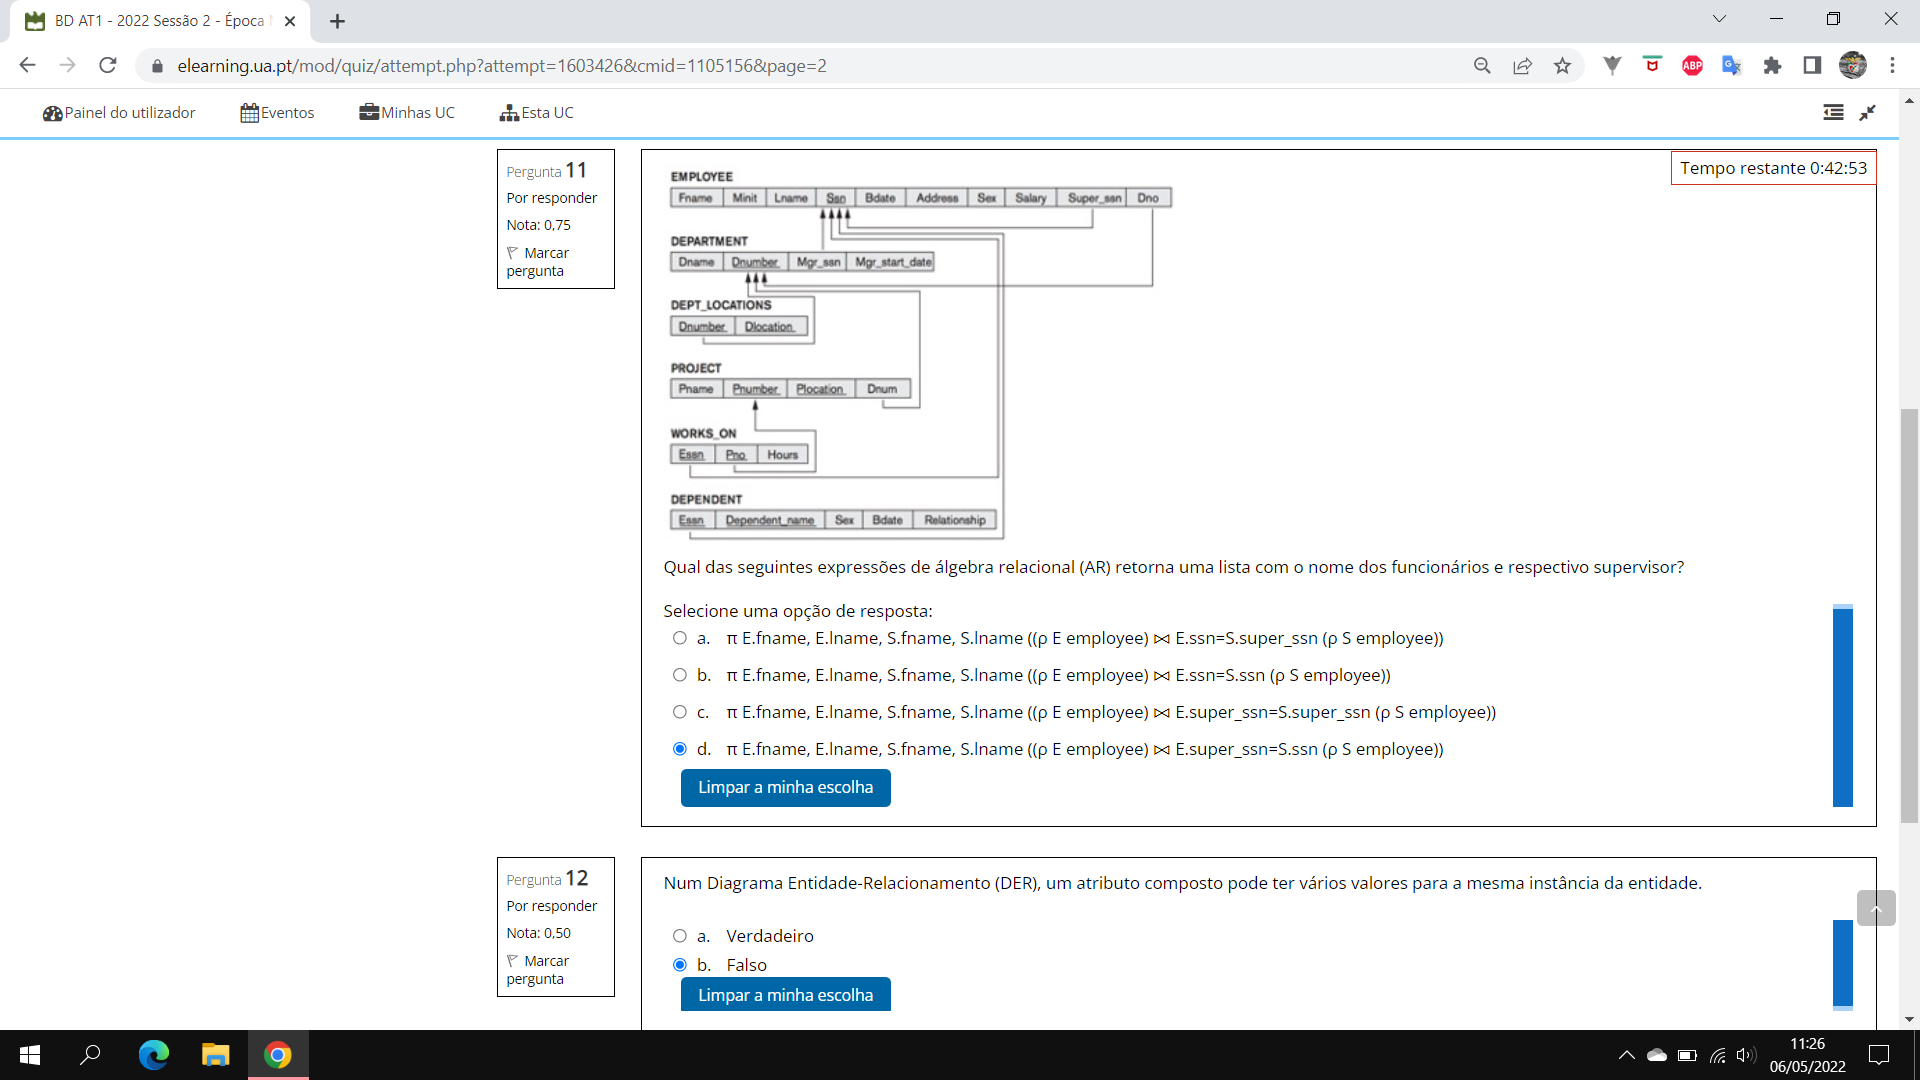 BD AT1 - 2022 Sessão 2 - Época N
elearning.ua.pt/mod/quiz/attempt.php?attempt=1603426&cmid=1105156&page=2
ABP
Painel do utilizador
Eventos
Minhas UC
Esta UC
Tempo restante 0:42:53
Pergunta 11
Por responder
Nota: 0,75
Marcar
pergunta
EMPLOYEE
Fname Minit Lname Ssn Bdate Address Sex Salary Super_ssn Dno
DEPARTMENT
Dname Dnumber Mgr_ssn Mgr_start_date
DEPT_LOCATIONS
Dnumber Dlocation
PROJECT
Pname Pnumber Plocation Dnum
WORKS_ON
Essn Pno Hours
DEPENDENT
Essn Dependent_name Sex Bdate Relationship
Qual das seguintes expressões de álgebra relacional (AR) retorna uma lista com o nome dos funcionários e respectivo supervisor?
Selecione uma opção de resposta:
a. π E.fname, E.lname, S.fname, S.lname ((ρ E employee) ⋈ E.ssn=S.super_ssn (ρ S employee))
b. π E.fname, E.lname, S.fname, S.lname ((ρ E employee) ⋈ E.ssn=S.ssn (ρ S employee))
c. π E.fname, E.lname, S.fname, S.lname ((ρ E employee) ⋈ E.super_ssn=S.super_ssn (ρ S employee))
d. π E.fname, E.lname, S.fname, S.lname ((ρ E employee) ⋈ E.super_ssn=S.ssn (ρ S employee))
Limpar a minha escolha
Pergunta 12
Por responder
Nota: 0,50
Marcar
pergunta
Num Diagrama Entidade-Relacionamento (DER), um atributo composto pode ter vários valores para a mesma instância da entidade.
a. Verdadeiro
b. Falso
Limpar a minha escolha
11:26
06/05/2022